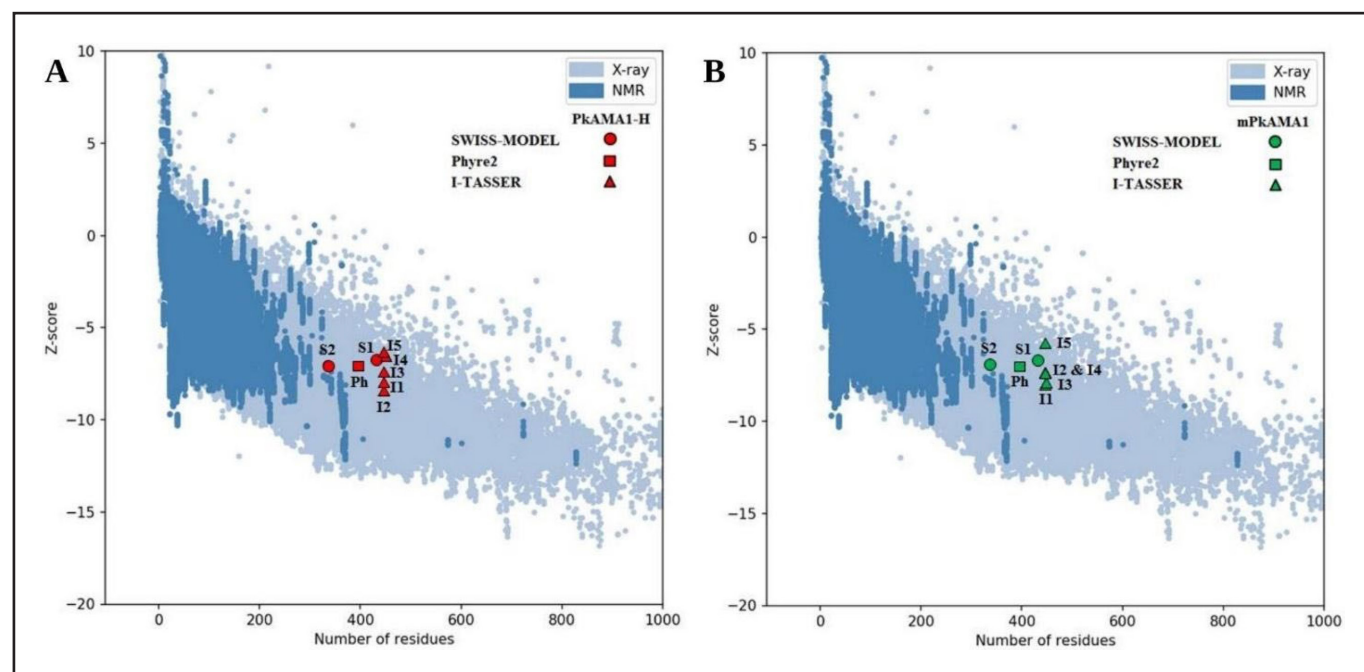 A
10
5
0
−5
−10
−15
−20
Z-score
0
200
400
600
800
1000
Number of residues
X-ray
NMR
PkAMA1-H
SWISS-MODEL
Phyre2
I-TASSER
S2
S1
Ph
I5
I4
I3
I1
I2
B
10
5
0
−5
−10
−15
−20
Z-score
0
200
400
600
800
1000
Number of residues
X-ray
NMR
mPkAMA1
SWISS-MODEL
Phyre2
I-TASSER
S2
S1
Ph
I5
I2 & I4
I3
I1